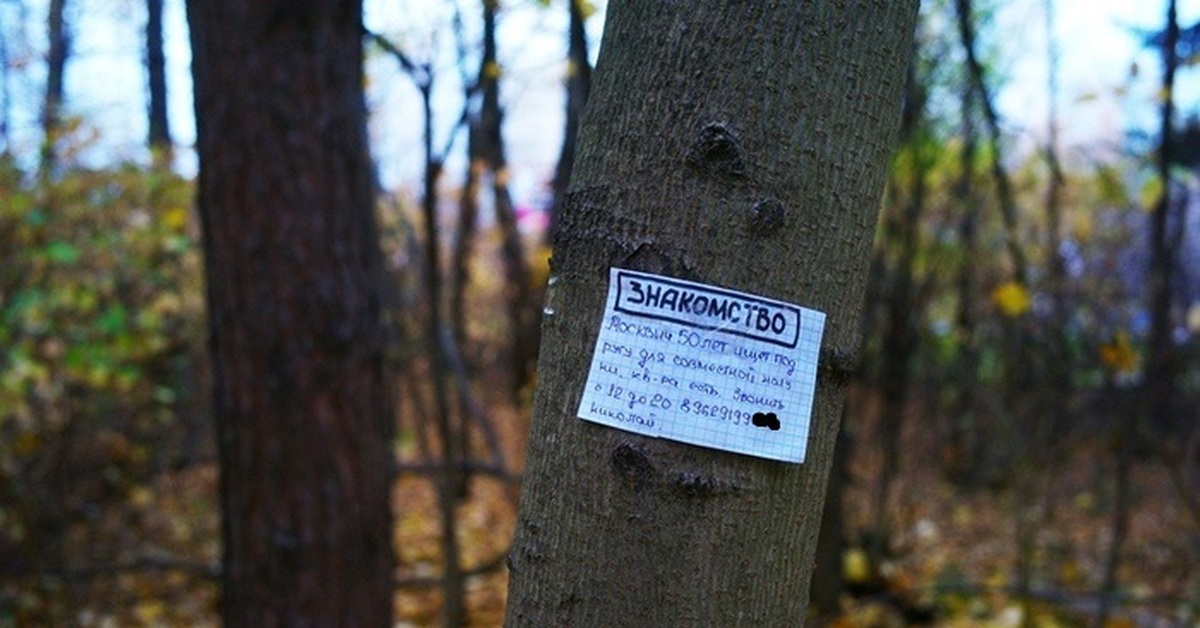 ЗНАКОМСТВО
Москвич 50 лет ищет под
ругу для совместной жиз
ни. кв-ра есть. Звонить
с 12 до 20 89629199
николай.